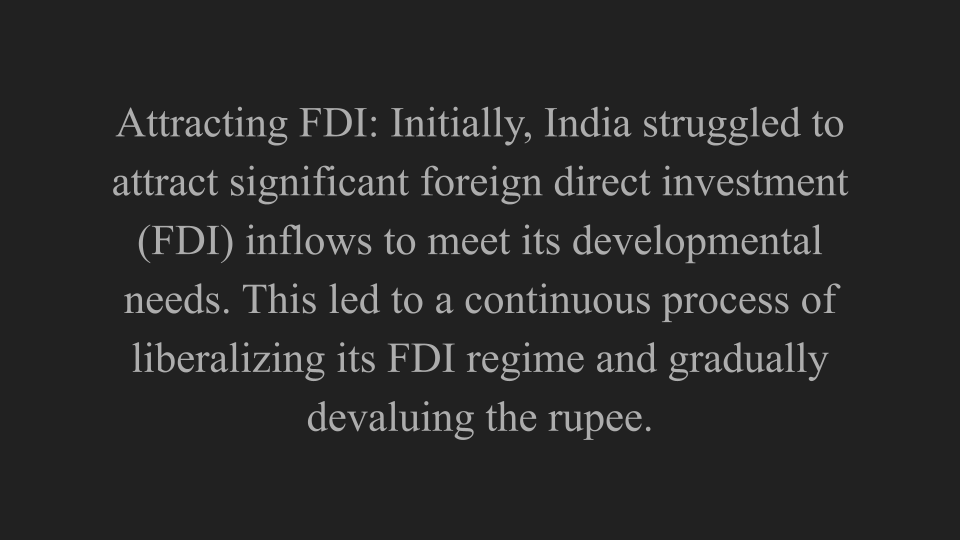 Attracting FDI: Initially, India struggled to
attract significant foreign direct investment
(FDI) inflows to meet its developmental
needs. This led to a continuous process of
liberalizing its FDI regime and gradually
devaluing the rupee.